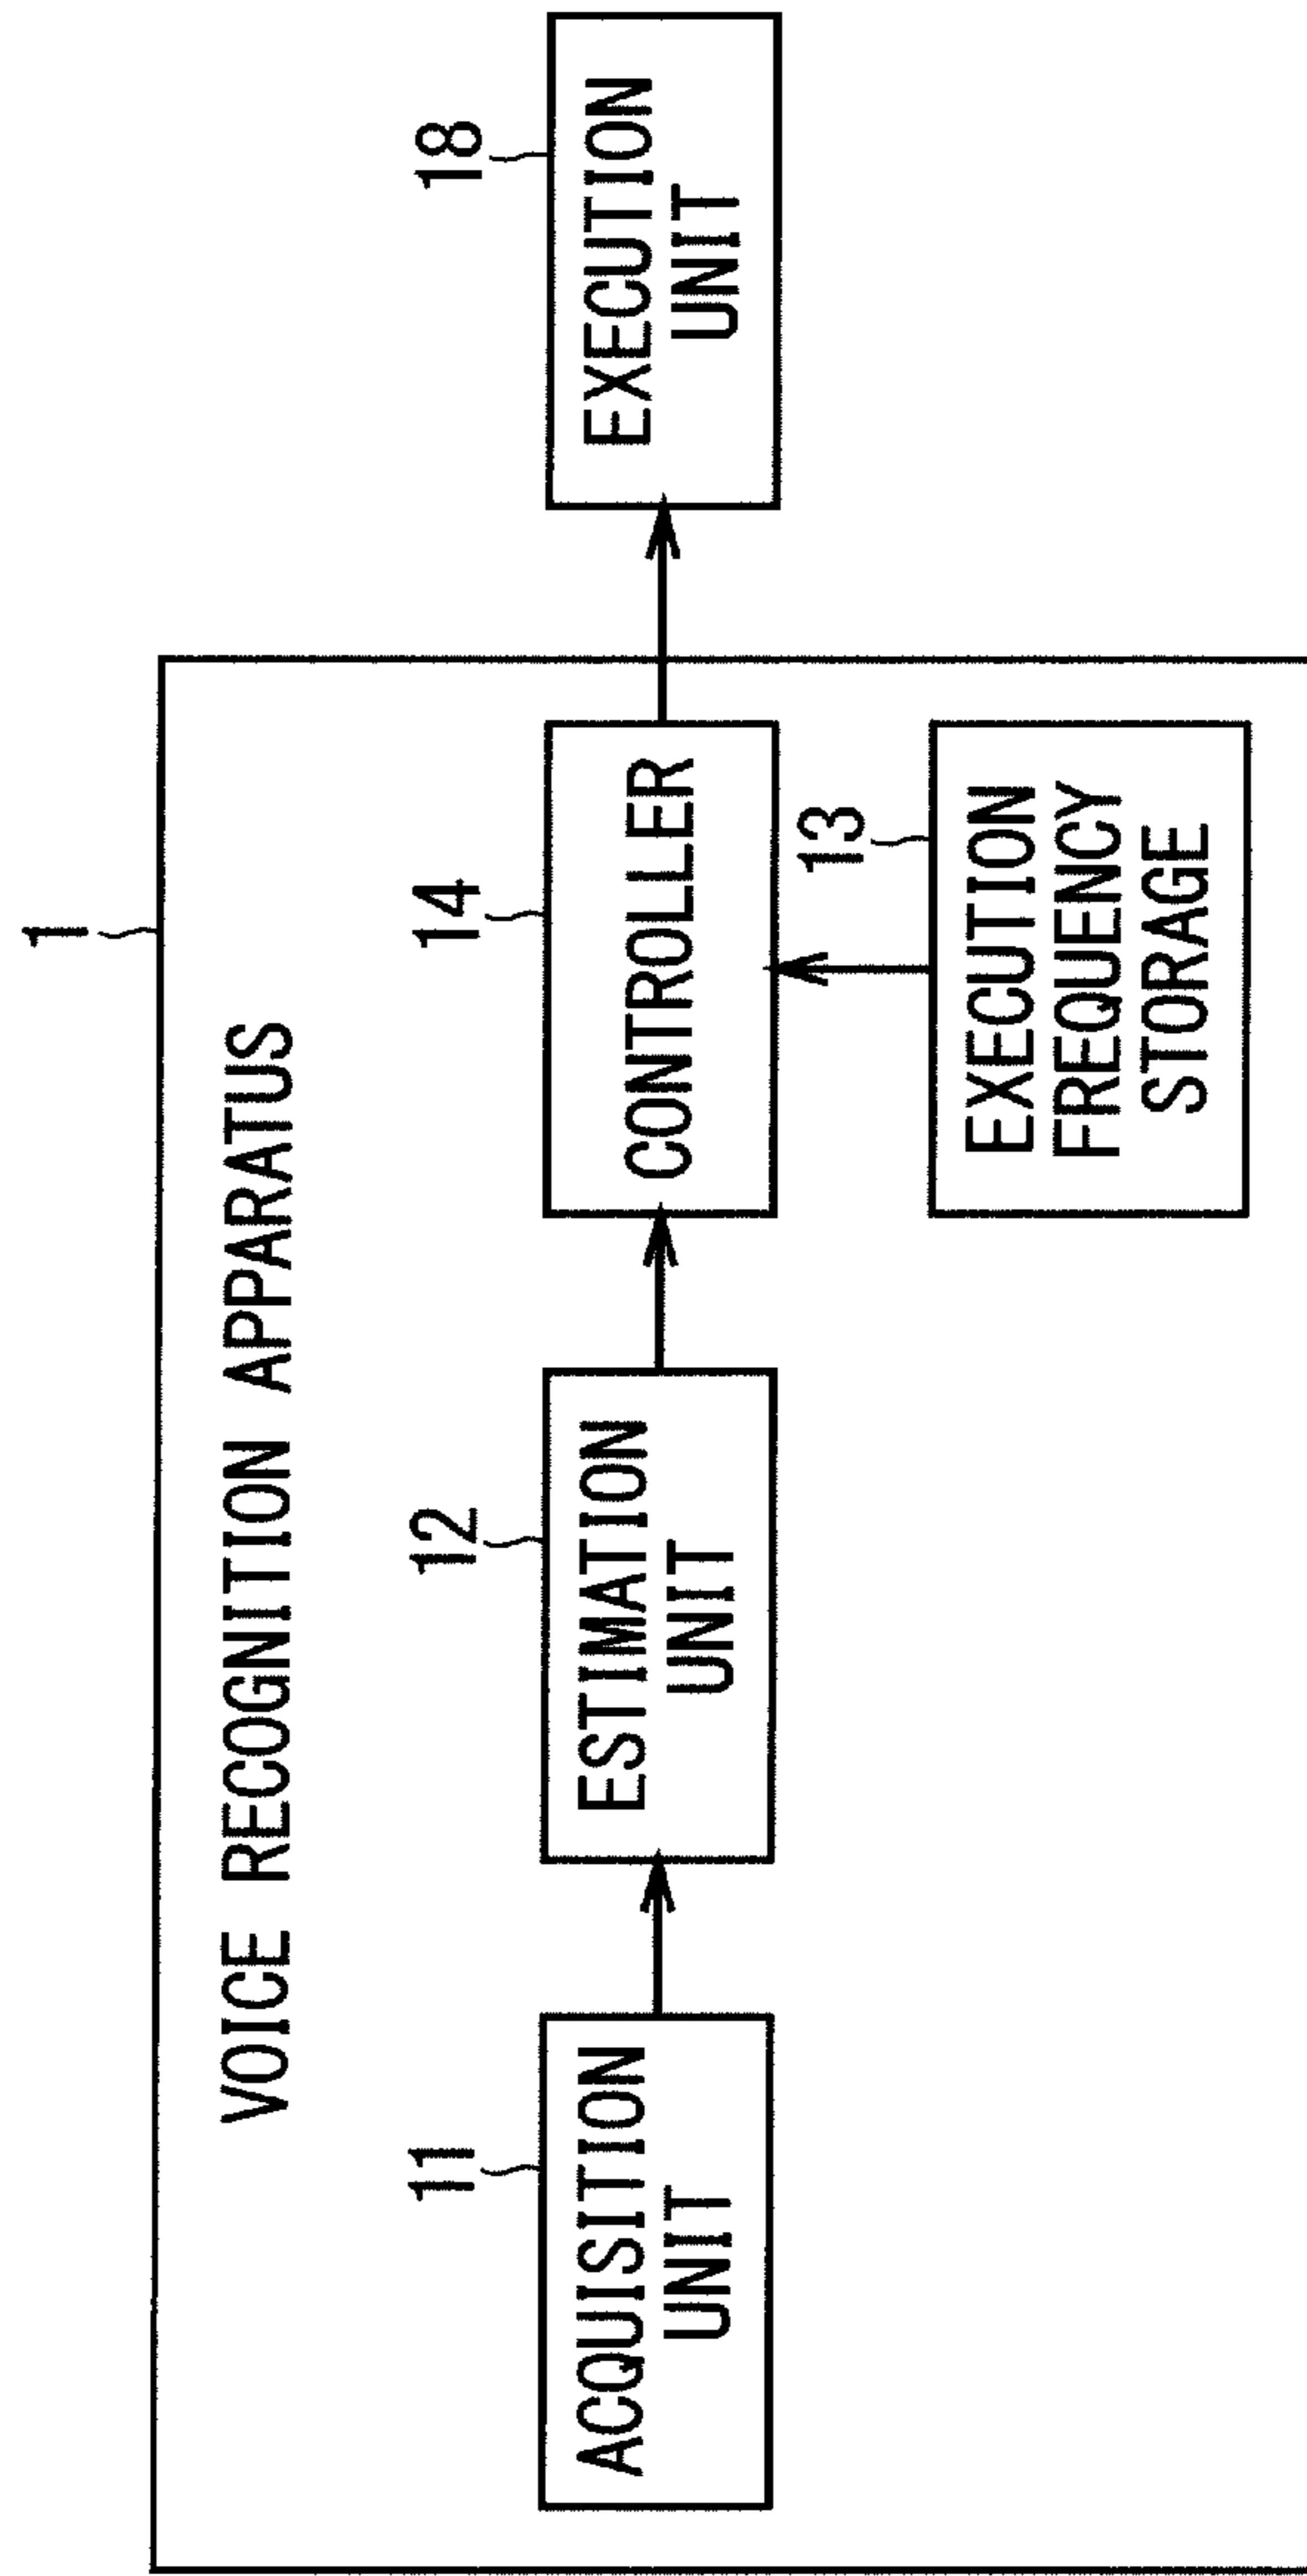 1
VOICE RECOGNITION APPARATUS
11
ACQUISITION
UNIT
12
ESTIMATION
UNIT
14
CONTROLLER
18
EXECUTION
UNIT
13
EXECUTION
FREQUENCY
STORAGE